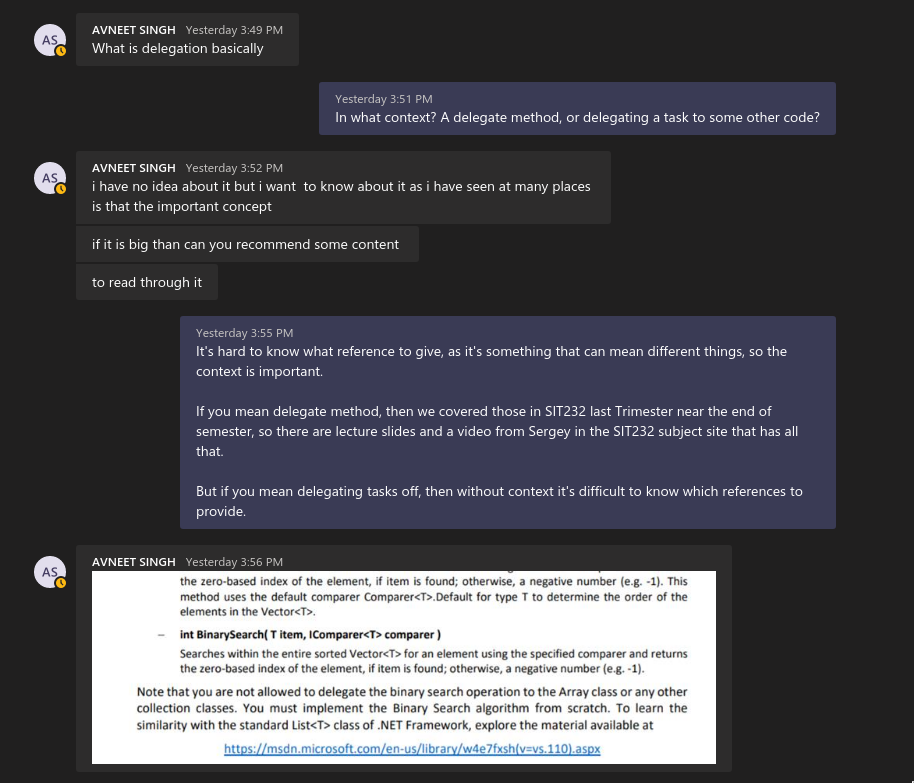 AS
AVNEET SINGH Yesterday 3:49 PM
What is delegation basically
Yesterday 3:51 PM
In what context? A delegate method, or delegating a task to some other code?
AS
AVNEET SINGH Yesterday 3:52 PM
i have no idea about it but i want to know about it as i have seen at many places
is that the important concept
if it is big than can you recommend some content
to read through it
Yesterday 3:55 PM
It's hard to know what reference to give, as it's something that can mean different things, so the
context is important.
If you mean delegate method, then we covered those in SIT232 last Trimester near the end of
semester, so there are lecture slides and a video from Sergey in the SIT232 subject site that has all
that.
But if you mean delegating tasks off, then without context it's difficult to know which references to
provide.
AS
AVNEET SINGH Yesterday 3:56 PM
the zero-based index of the element, if item is found; otherwise, a negative number (e.g. -1). This
method uses the default comparer Comparer<T>.Default for type T to determine the order of the
elements in the Vector<T>.
– int BinarySearch( T item, IComparer<T> comparer )
Searches within the entire sorted Vector<T> for an element using the specified comparer and returns
the zero-based index of the element, if item is found; otherwise, a negative number (e.g. -1).
Note that you are not allowed to delegate the binary search operation to the Array class or any other
collection classes. You must implement the Binary Search algorithm from scratch. To learn the
similarity with the standard List<T> class of .NET Framework, explore the material available at
https://msdn.microsoft.com/en-us/library/w4e7fxsh(v=vs.110).aspx